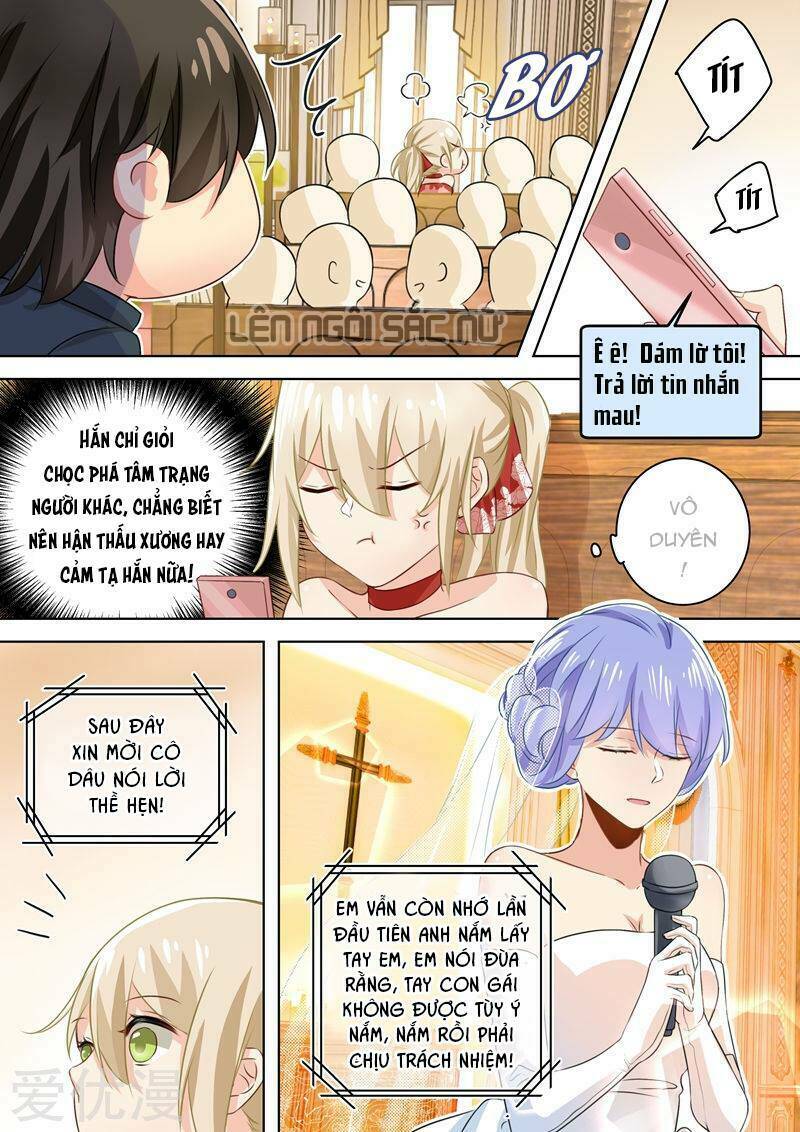 BƠ
TÍT
TÍT
LÊN NGÔI SẮC NỮ
Ê ê! Dám lờ tôi!
Trả lời tin nhắn
mau!
HẮN CHỈ GIỎI
CHỌC PHÁ TÂM TRẠNG
NGƯỜI KHÁC, CHẲNG BIẾT
NÊN HẬN THẤU XƯƠNG HAY
CẢM TẠ HẮN NỮA!
VÔ
DUYÊN
!
SAU ĐÂY
XIN MỜI CÔ
DÂU NÓI LỜI
THỀ HẸN!
EM VẪN CÒN NHỚ LẦN
ĐẦU TIÊN ANH NẮM LẤY
TAY EM, EM NÓI ĐÙA
RẰNG, TAY CON GÁI
KHÔNG ĐƯỢC TÙY Ý
NẮM, NẮM RỒI PHẢI
CHỊU TRÁCH NHIỆM!
爱优漫